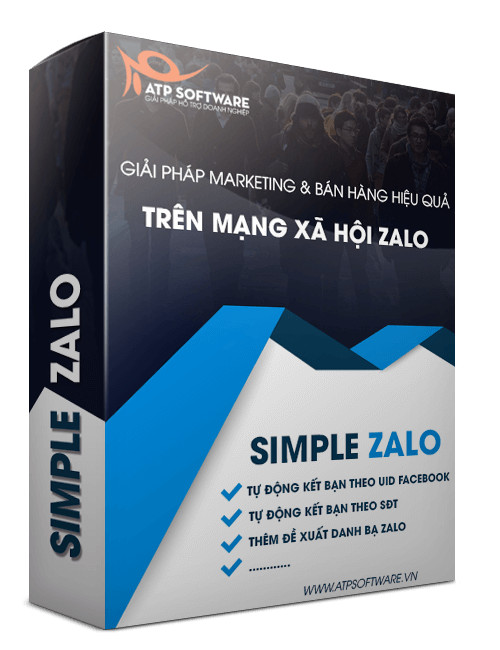 ATP SOFTWARE
GIẢI PHÁP HỖ TRỢ DOANH NGHIỆP
GIẢI PHÁP MARKETING & BÁN HÀNG HIỆU QUẢ
TRÊN MẠNG XÃ HỘI ZALO
SIMPLE ZALO
SIMPLE ZALO
TỰ ĐỘNG KẾT BẠN THEO UID FACEBOOK
TỰ ĐỘNG KẾT BẠN THEO SĐT
THÊM ĐỀ XUẤT DANH BẠ ZALO
............
WWW.ATPSOFTWARE.VN